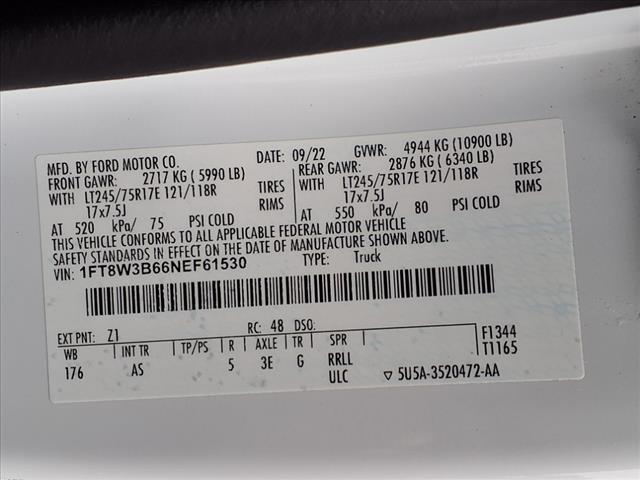 MFD. BY FORD MOTOR CO. DATE: 09/22 GVWR: 4944 KG (10900 LB)
FRONT GAWR: 2717 KG ( 5990 LB) REAR GAWR: 2876 KG ( 6340 LB)
WITH LT245/75R17E 121/118R TIRES WITH LT245/75R17E 121/118R TIRES
17x7.5J RIMS 17x7.5J RIMS
AT 520 kPa/ 75 PSI COLD AT 550 kPa/ 80 PSI COLD
THIS VEHICLE CONFORMS TO ALL APPLICABLE FEDERAL MOTOR VEHICLE
SAFETY STANDARDS IN EFFECT ON THE DATE OF MANUFACTURE SHOWN ABOVE.
VIN: 1FT8W3B66NEF61530 TYPE: Truck
EXT PNT: Z1 RC: 48 DSO: F1344
WB INT TR TP/PS R AXLE TR SPR T1165
176 AS 5 3E G RRLL
ULC 5U5A-3520472-AA